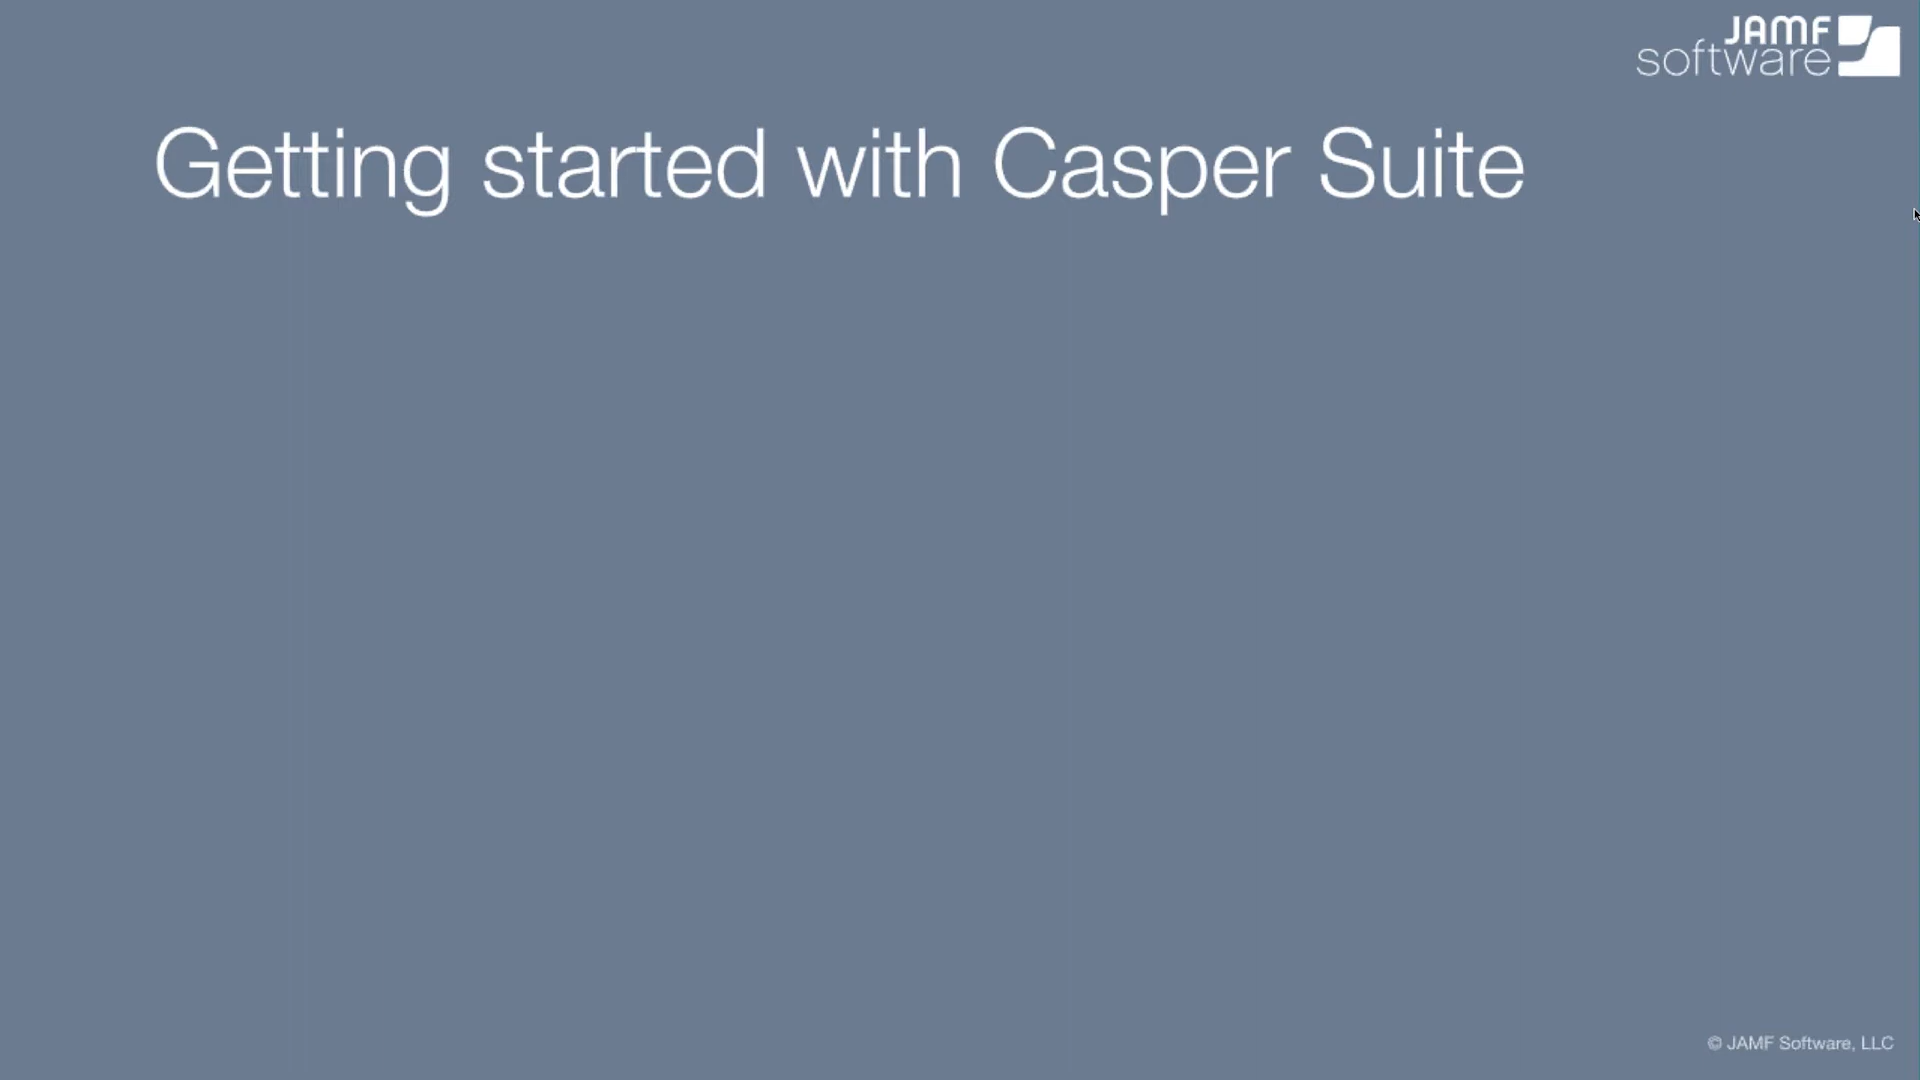 JAMF
software
Getting started with Casper Suite
© JAMF Software, LLC